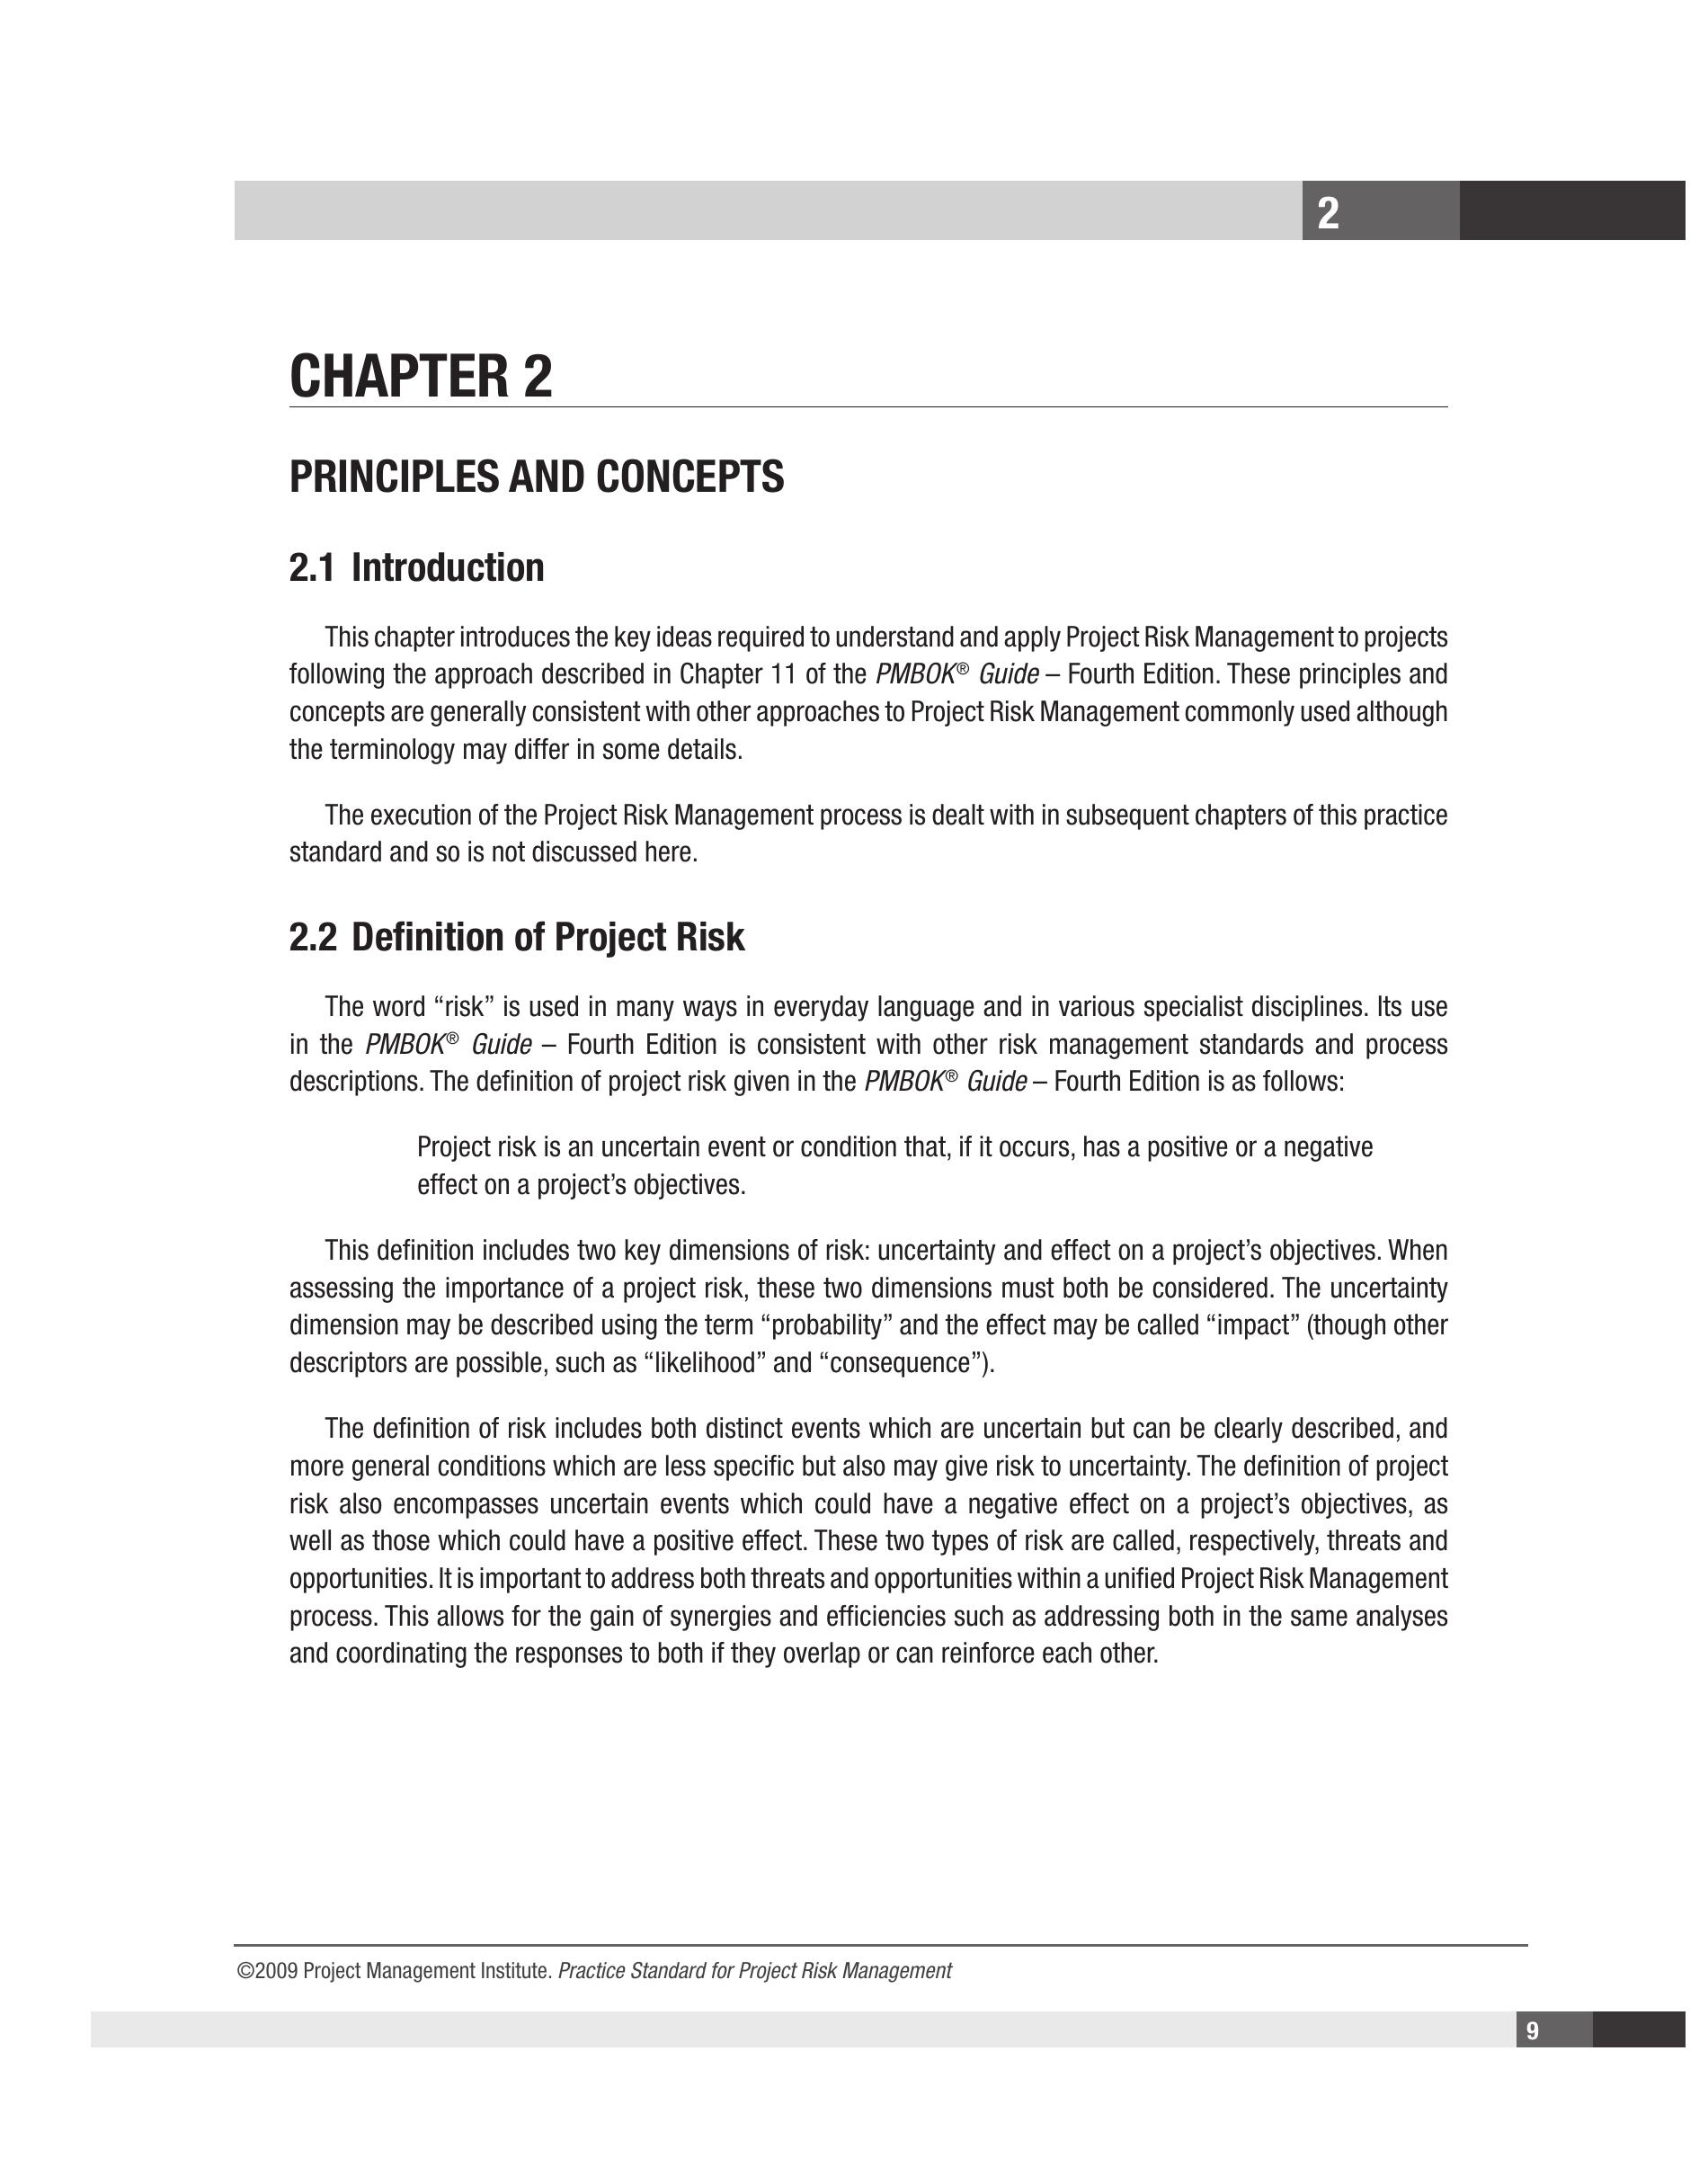 2
CHAPTER 2
PRINCIPLES AND CONCEPTS
2.1 Introduction
This chapter introduces the key ideas required to understand and apply Project Risk Management to projects
following the approach described in Chapter 11 of the PMBOK® Guide – Fourth Edition. These principles and
concepts are generally consistent with other approaches to Project Risk Management commonly used although
the terminology may differ in some details.
The execution of the Project Risk Management process is dealt with in subsequent chapters of this practice
standard and so is not discussed here.
2.2 Definition of Project Risk
The word “risk” is used in many ways in everyday language and in various specialist disciplines. Its use
in the PMBOK® Guide – Fourth Edition is consistent with other risk management standards and process
descriptions. The definition of project risk given in the PMBOK® Guide – Fourth Edition is as follows:
Project risk is an uncertain event or condition that, if it occurs, has a positive or a negative
effect on a project’s objectives.
This definition includes two key dimensions of risk: uncertainty and effect on a project’s objectives. When
assessing the importance of a project risk, these two dimensions must both be considered. The uncertainty
dimension may be described using the term “probability” and the effect may be called “impact” (though other
descriptors are possible, such as “likelihood” and “consequence”).
The definition of risk includes both distinct events which are uncertain but can be clearly described, and
more general conditions which are less specific but also may give risk to uncertainty. The definition of project
risk also encompasses uncertain events which could have a negative effect on a project’s objectives, as
well as those which could have a positive effect. These two types of risk are called, respectively, threats and
opportunities. It is important to address both threats and opportunities within a unified Project Risk Management
process. This allows for the gain of synergies and efficiencies such as addressing both in the same analyses
and coordinating the responses to both if they overlap or can reinforce each other.
©2009 Project Management Institute. Practice Standard for Project Risk Management
9